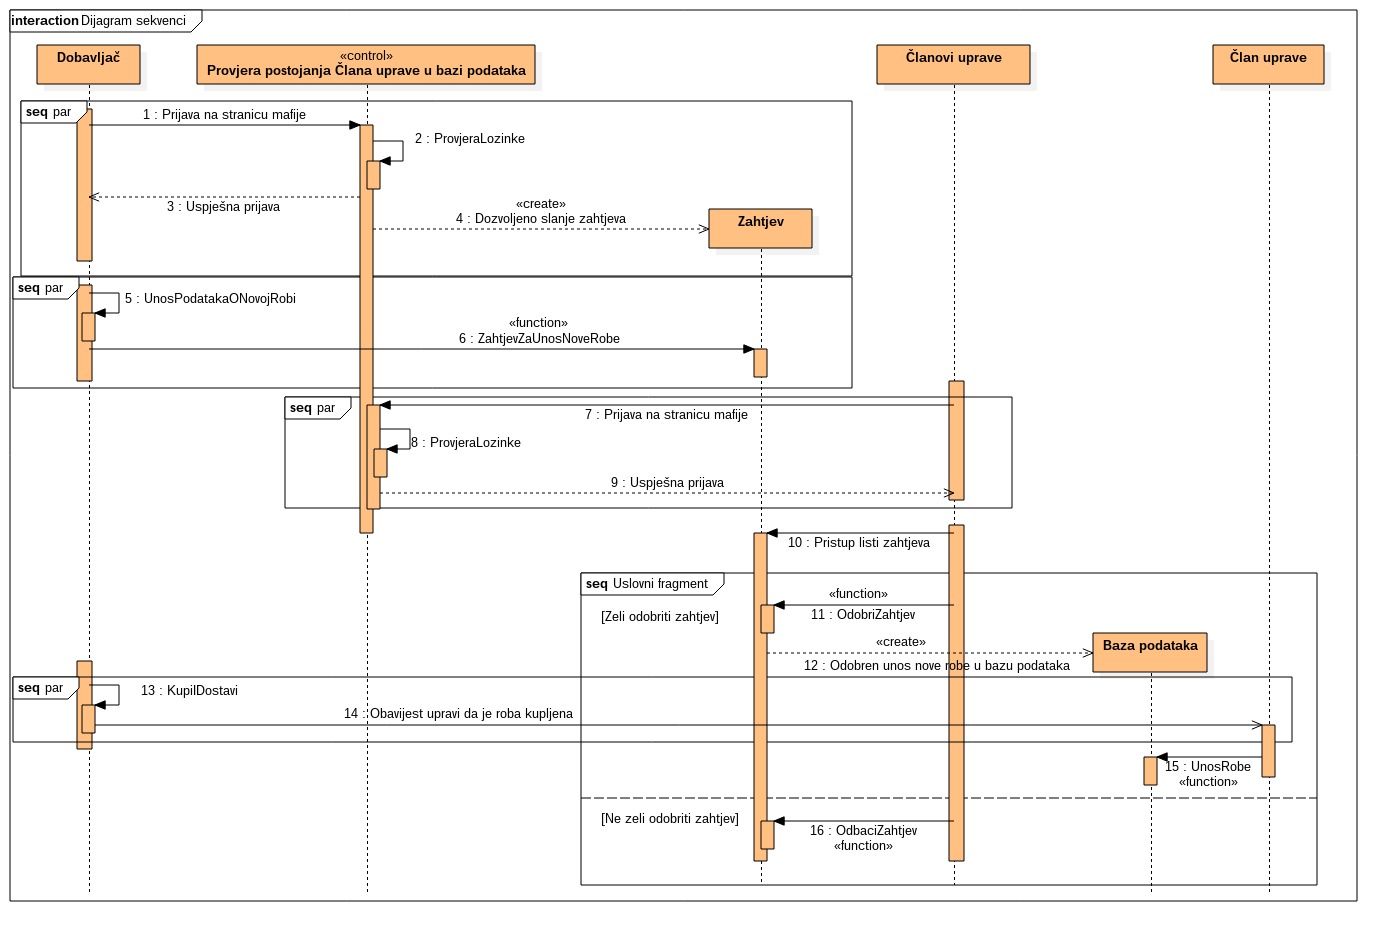 interaction Dijagram sekvenci
Dobavljač
«control»
Provjera postojanja Člana uprave u bazi podataka
Članovi uprave
Član uprave
seq par
1 : Prijava na stranicu mafije
2 : ProvjeraLozinke
3 : Uspješna prijava
«create»
4 : Dozvoljeno slanje zahtjeva
Zahtjev
seq par
5 : UnosPodatakaONovojRobi
«function»
6 : ZahtjevZaUnosNoveRobe
seq par
7 : Prijava na stranicu mafije
8 : ProvjeraLozinke
9 : Uspješna prijava
10 : Pristup listi zahtjeva
seq Uslovni fragment
[Zeli odobriti zahtjev]
«function»
11 : OdobriZahtjev
«create»
12 : Odobren unos nove robe u bazu podataka
Baza podataka
seq par
13 : KupiIDostavi
14 : Obavijest upravi da je roba kupljena
15 : UnosRobe
«function»
[Ne zeli odobriti zahtjev]
16 : OdbaciZahtjev
«function»